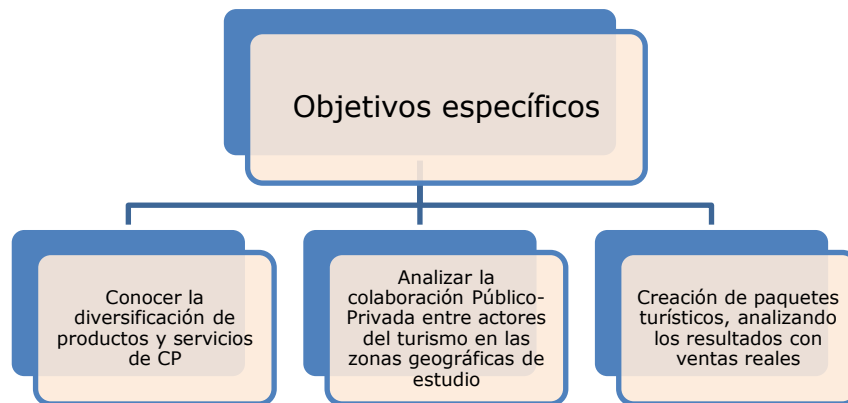 Objetivos específicos
Conocer la
diversificación de
productos y servicios
de CP
Analizar la
colaboración Público-
Privada entre actores
del turismo en las
zonas geográficas de
estudio
Creación de paquetes
turísticos, analizando
los resultados con
ventas reales